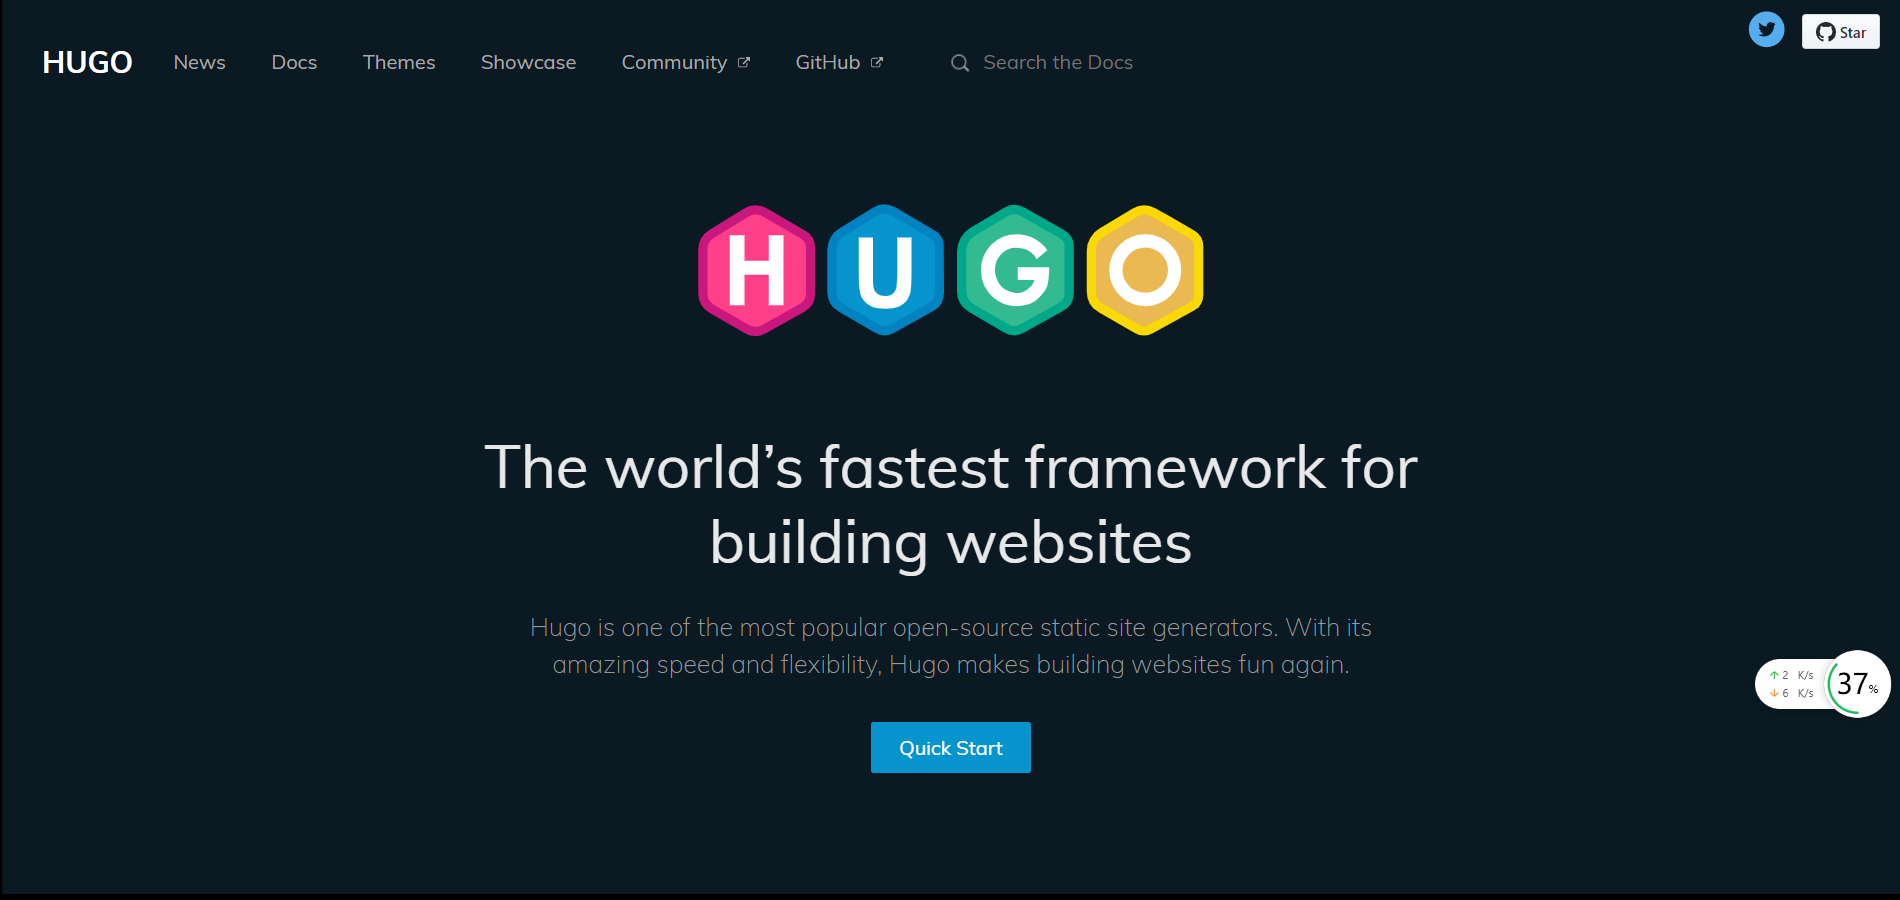 HUGO News Docs Themes Showcase Community GitHub Search the Docs
Star
HUGO
The world’s fastest framework for
building websites
Hugo is one of the most popular open-source static site generators. With its
amazing speed and flexibility, Hugo makes building websites fun again.
2 K/s
6 K/s
37%
Quick Start